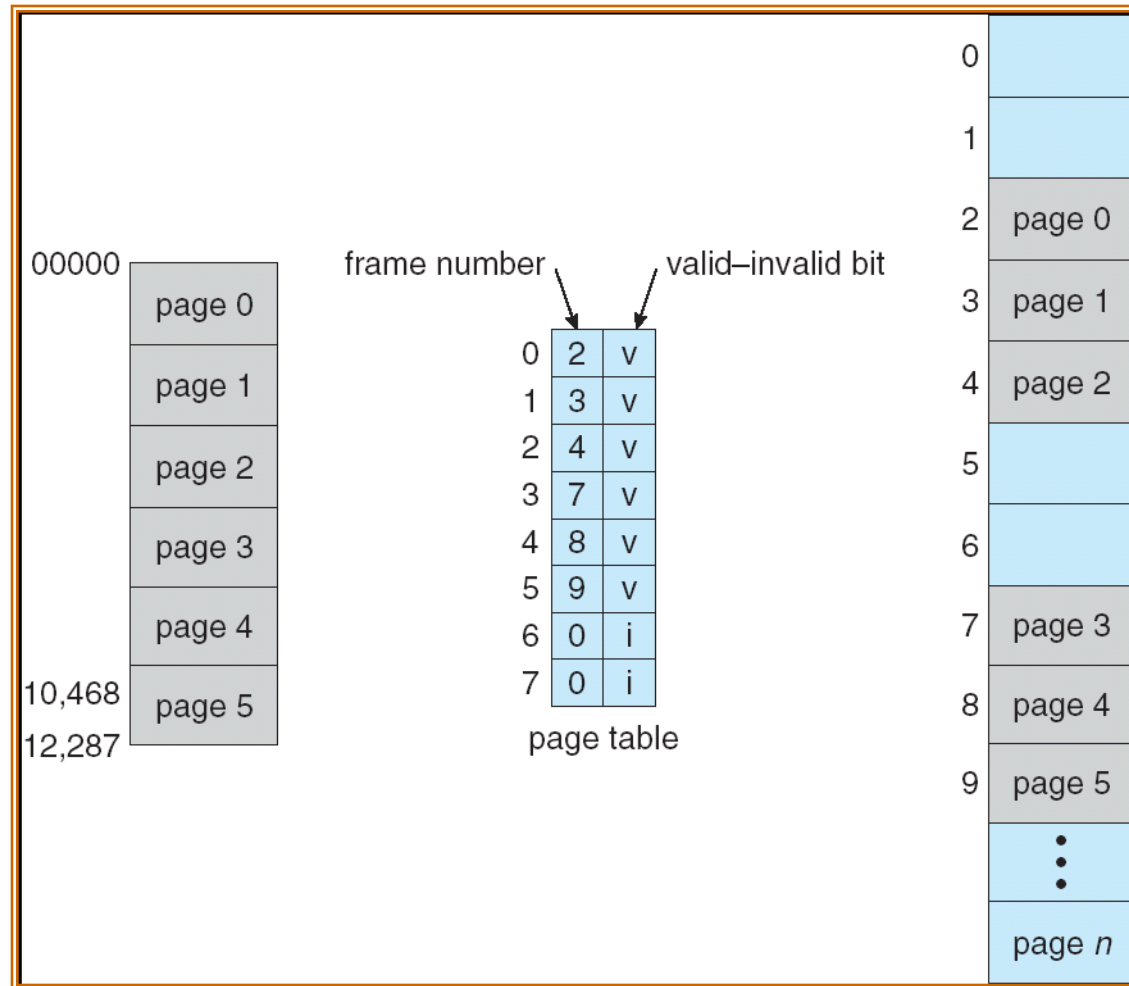 00000
page 0
page 1
page 2
page 3
page 4
10,468
page 5
12,287
frame number
valid–invalid bit
0 2 v
1 3 v
2 4 v
3 7 v
4 8 v
5 9 v
6 0 i
7 0 i
page table
0
1
2 page 0
3 page 1
4 page 2
5
6
7 page 3
8 page 4
9 page 5
page n